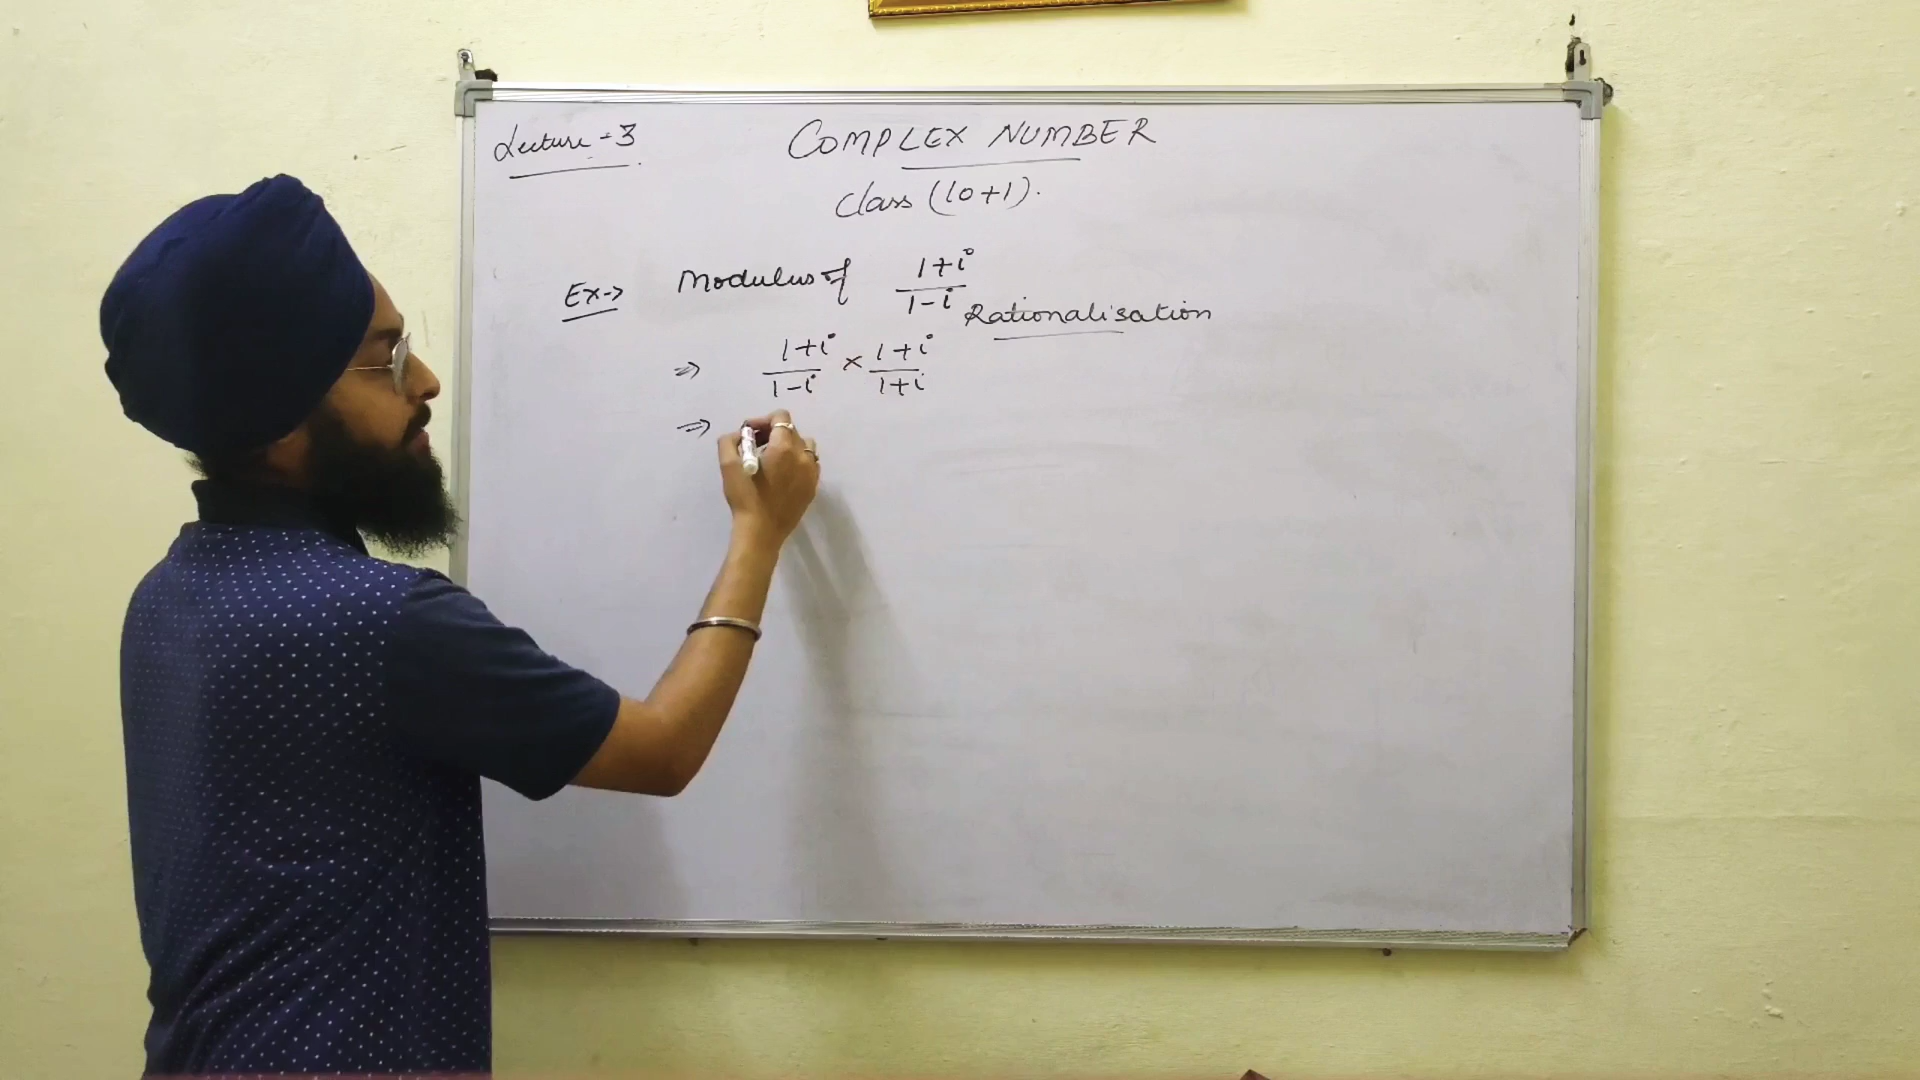 Lecture-3
COMPLEX NUMBER
Class (10+1).
Ex-> Modulus of (1+i)/(1-i)
Rationalisation
=> (1+i)/(1-i) × (1+i)/(1+i)
=>